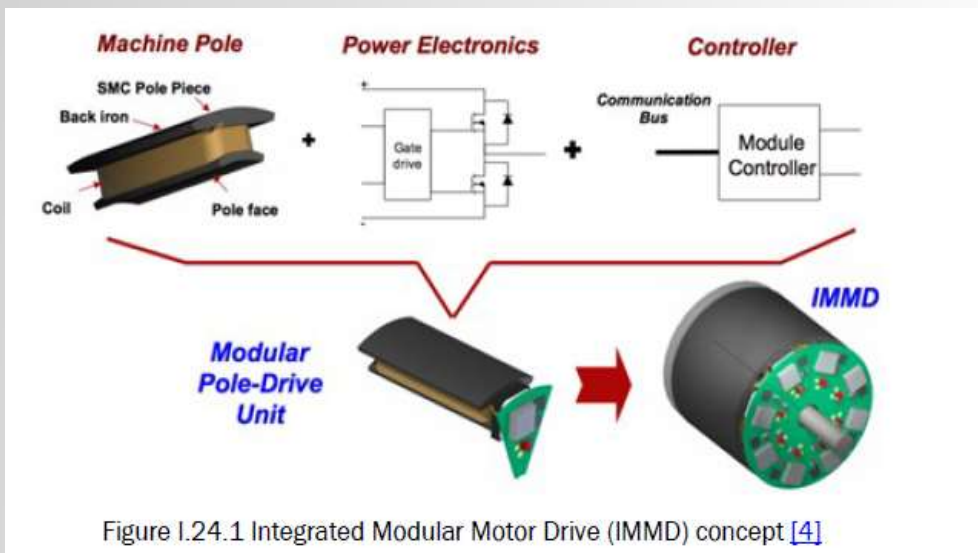 Machine Pole
Power Electronics
Controller
SMC Pole Piece
Back iron
Coil
Pole face
+
+
Gate
drive
-
+
Communication
Bus
Module
Controller
Modular
Pole-Drive
Unit
IMMD
Figure I.24.1 Integrated Modular Motor Drive (IMMD) concept [4]